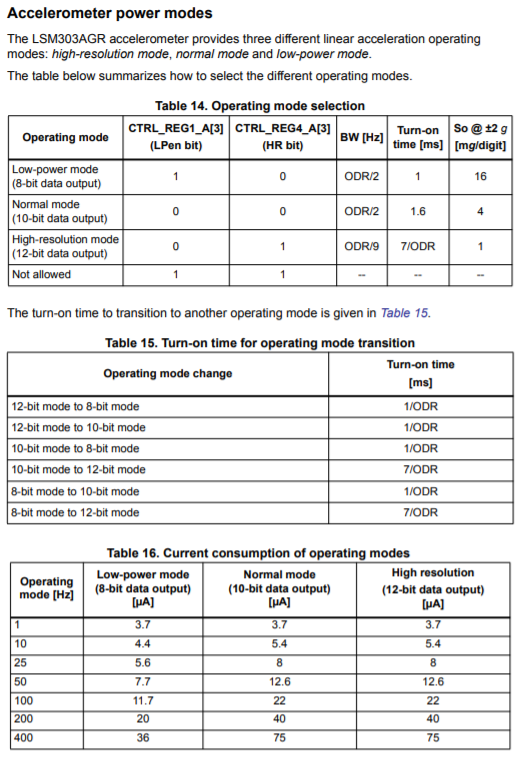 Accelerometer power modes
The LSM303AGR accelerometer provides three different linear acceleration operating
modes: high-resolution mode, normal mode and low-power mode.
The table below summarizes how to select the different operating modes.
Table 14. Operating mode selection
Operating mode CTRL_REG1_A[3] (LPen bit) CTRL_REG4_A[3] (HR bit) BW [Hz] Turn-on time [ms] So @ ±2 g [mg/digit]
Low-power mode (8-bit data output) 1 0 ODR/2 1 16
Normal mode (10-bit data output) 0 0 ODR/2 1.6 4
High-resolution mode (12-bit data output) 0 1 ODR/9 7/ODR 1
Not allowed 1 1 -- -- --
The turn-on time to transition to another operating mode is given in Table 15.
Table 15. Turn-on time for operating mode transition
Operating mode change Turn-on time [ms]
12-bit mode to 8-bit mode 1/ODR
12-bit mode to 10-bit mode 1/ODR
10-bit mode to 8-bit mode 1/ODR
10-bit mode to 12-bit mode 7/ODR
8-bit mode to 10-bit mode 1/ODR
8-bit mode to 12-bit mode 7/ODR
Table 16. Current consumption of operating modes
Operating mode [Hz] Low-power mode (8-bit data output) [µA] Normal mode (10-bit data output) [µA] High resolution (12-bit data output) [µA]
1 3.7 3.7 3.7
10 4.4 5.4 5.4
25 5.6 8 8
50 7.7 12.6 12.6
100 11.7 22 22
200 20 40 40
400 36 75 75